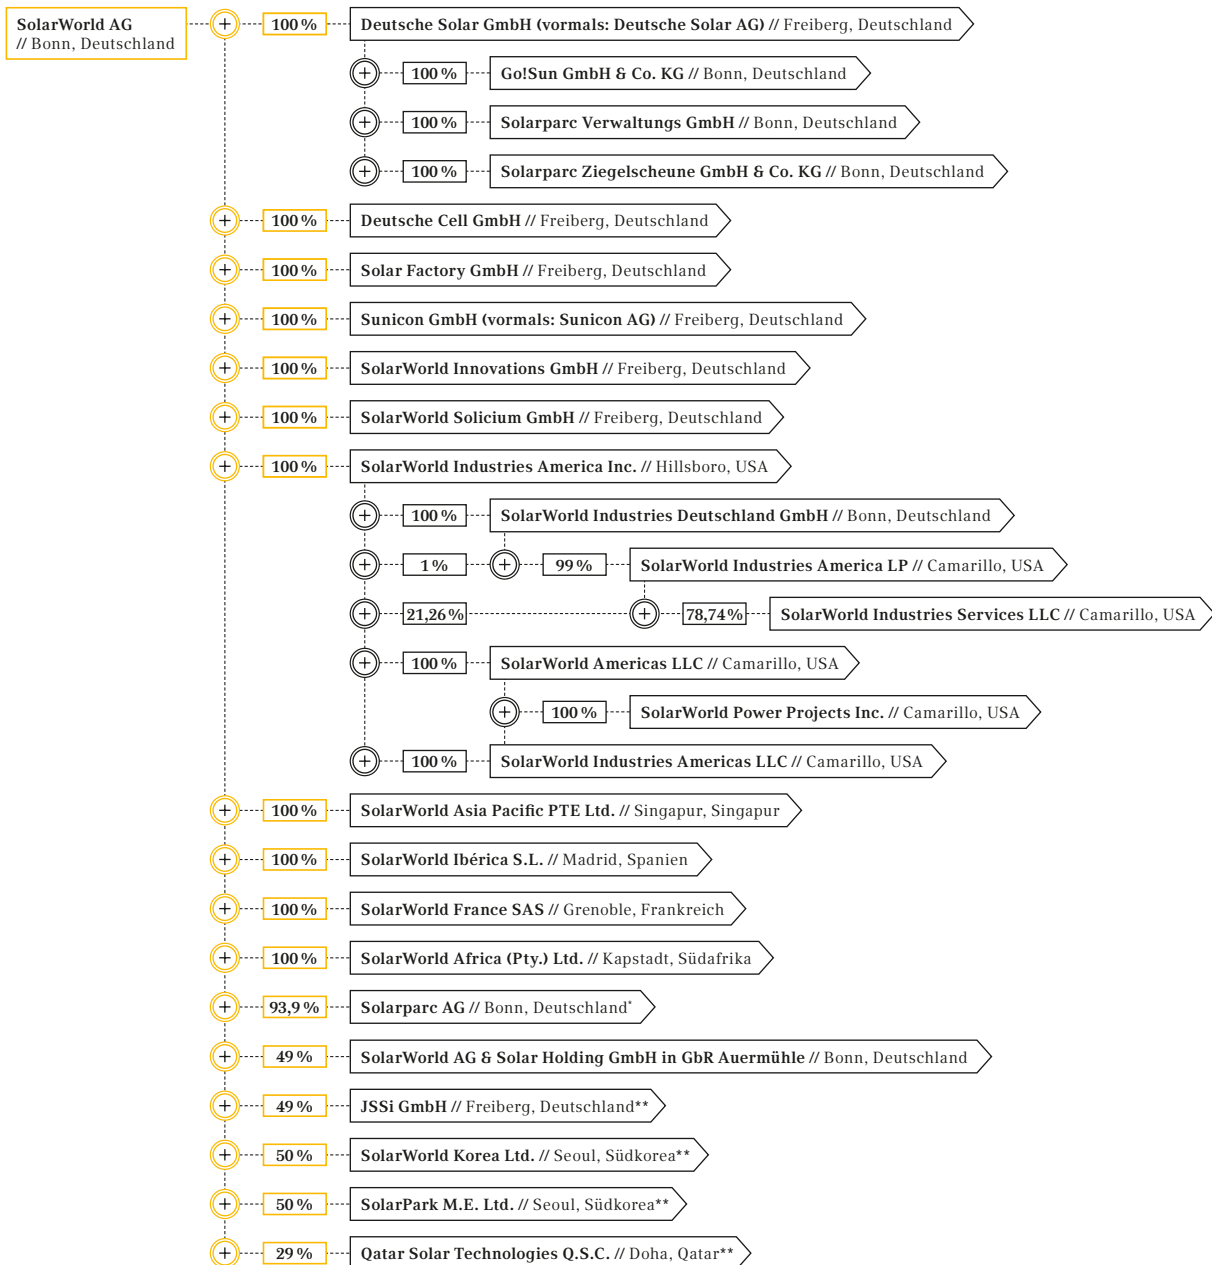 SolarWorld AG
// Bonn, Deutschland
100 % Deutsche Solar GmbH (vormals: Deutsche Solar AG) // Freiberg, Deutschland
100 % Go!Sun GmbH & Co. KG // Bonn, Deutschland
100 % Solarparc Verwaltungs GmbH // Bonn, Deutschland
100 % Solarparc Ziegelscheune GmbH & Co. KG // Bonn, Deutschland
100 % Deutsche Cell GmbH // Freiberg, Deutschland
100 % Solar Factory GmbH // Freiberg, Deutschland
100 % Sunicon GmbH (vormals: Sunicon AG) // Freiberg, Deutschland
100 % SolarWorld Innovations GmbH // Freiberg, Deutschland
100 % SolarWorld Solicium GmbH // Freiberg, Deutschland
100 % SolarWorld Industries America Inc. // Hillsboro, USA
100 % SolarWorld Industries Deutschland GmbH // Bonn, Deutschland
1 % 99 % SolarWorld Industries America LP // Camarillo, USA
21,26 % 78,74 % SolarWorld Industries Services LLC // Camarillo, USA
100 % SolarWorld Americas LLC // Camarillo, USA
100 % SolarWorld Power Projects Inc. // Camarillo, USA
100 % SolarWorld Industries Americas LLC // Camarillo, USA
100 % SolarWorld Asia Pacific PTE Ltd. // Singapur, Singapur
100 % SolarWorld Ibérica S.L. // Madrid, Spanien
100 % SolarWorld France SAS // Grenoble, Frankreich
100 % SolarWorld Africa (Pty.) Ltd. // Kapstadt, Südafrika
93,9 % Solarparc AG // Bonn, Deutschland*
49 % SolarWorld AG & Solar Holding GmbH in GbR Auermühle // Bonn, Deutschland
49 % JSSi GmbH // Freiberg, Deutschland**
50 % SolarWorld Korea Ltd. // Seoul, Südkorea**
50 % SolarPark M.E. Ltd. // Seoul, Südkorea**
29 % Qatar Solar Technologies Q.S.C. // Doha, Qatar**